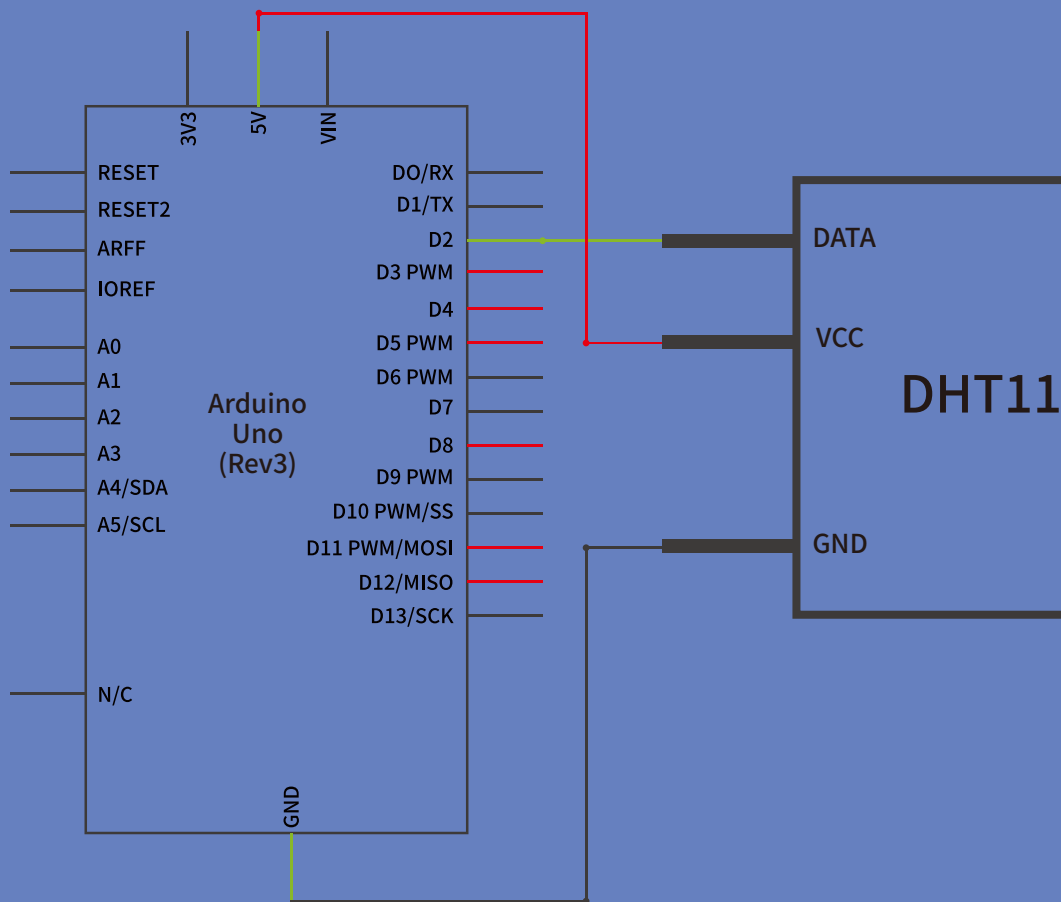 3V3
5V
VIN
RESET
RESET2
ARFF
IOREF
A0
A1
A2
A3
A4/SDA
A5/SCL
N/C
Arduino
Uno
(Rev3)
DO/RX
D1/TX
D2
D3 PWM
D4
D5 PWM
D6 PWM
D7
D8
D9 PWM
D10 PWM/SS
D11 PWM/MOSI
D12/MISO
D13/SCK
GND
DATA
VCC
DHT11
GND